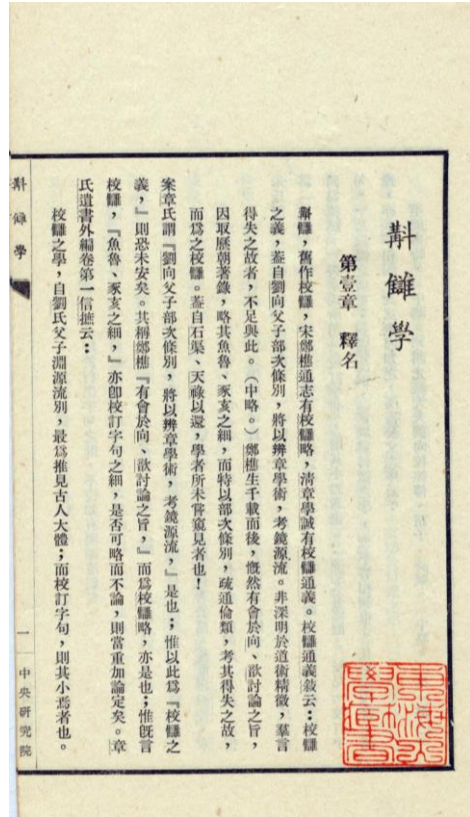 斠讎學
第壹章　釋名
斠讎，舊作校讎，宋鄭樵通志有校讎略，清章學誠有校讎通義。校讎通義敍云：校讎
之義，蓋自劉向父子部次條別，將以辨章學術，考鏡源流。非深明於道術精微，羣言
得失之故者，不足與此。（中略。）鄭樵生千載而後，慨然有會於向、歆討論之旨，
因取歷朝著錄，略其魚魯、豕亥之細，而特以部次條別，疏通倫類，考其得失之故，
而爲之校讎。蓋自石渠、天祿以還，學者所未嘗窺見者也！
案章氏謂『劉向父子部次條別，將以辨章學術，考鏡源流，』是也；惟以此爲『校讎之
義，』則恐未安矣。其稱鄭樵『有會於向、歆討論之旨，』而爲校讎略，亦是也；惟旣言
校讎，『魚魯、豕亥之細，』亦卽校訂字句之細，是否可略而不論，則當重加論定矣。章
氏遺書外編卷第一信摭云：
校讎之學，自劉氏父子淵源流別，最爲推見古人大體；而校訂字句，則其小焉者也。
斠讎學
一
中央研究院